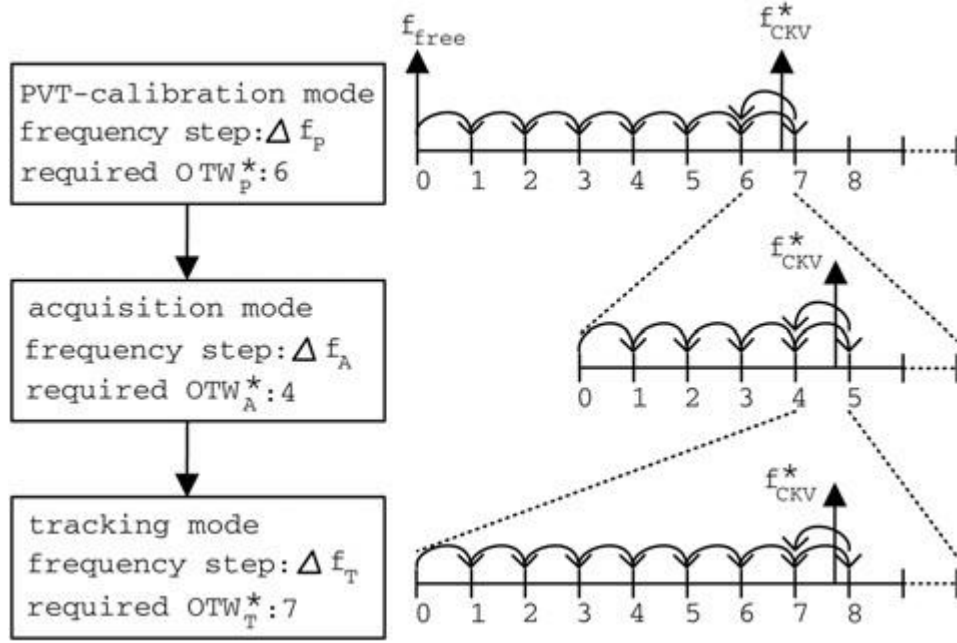 PVT-calibration mode
frequency step: Δ f_P
required OTW*_P:6
acquisition mode
frequency step: Δ f_A
required OTW*_A:4
tracking mode
frequency step: Δ f_T
required OTW*_T:7
f_free
f*_CKV
0 1 2 3 4 5 6 7 8
f*_CKV
0 1 2 3 4 5
f*_CKV
0 1 2 3 4 5 6 7 8